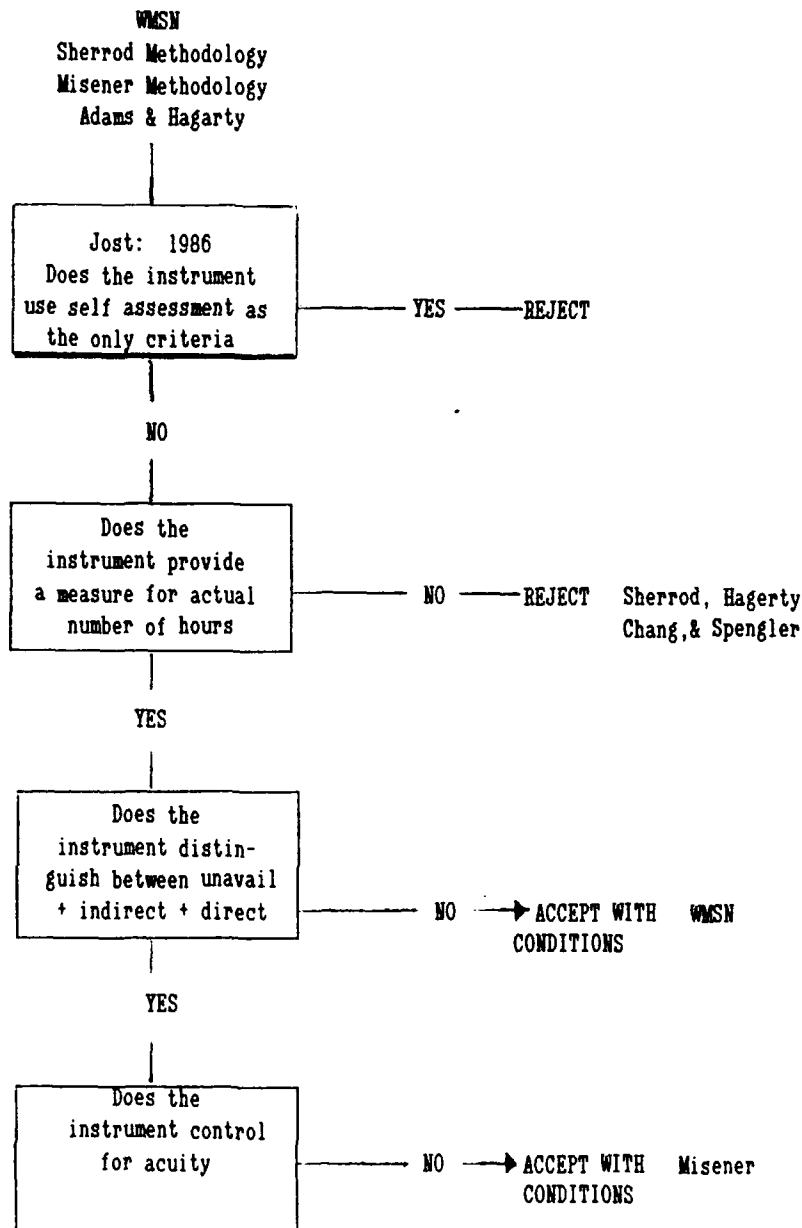 WMSN
Sherrod Methodology
Misener Methodology
Adams & Hagarty
Jost: 1986
Does the instrument
use self assessment as
the only criteria
YES
REJECT
NO
Does the
instrument provide
a measure for actual
number of hours
NO
REJECT
Sherrod, Hagerty
Chang,& Spengler
YES
Does the
instrument distin-
guish between unavail
+ indirect + direct
NO
ACCEPT WITH
CONDITIONS
WMSN
YES
Does the
instrument control
for acuity
NO
ACCEPT WITH
CONDITIONS
Misener